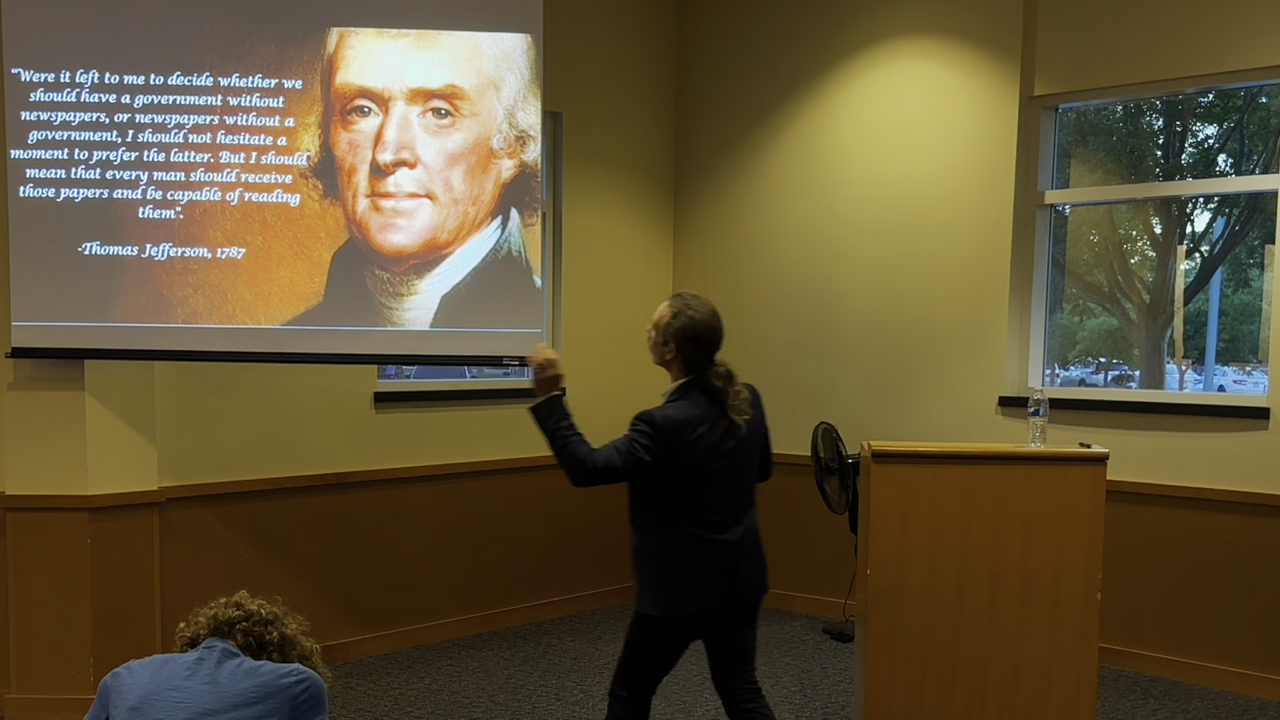 "Were it left to me to decide whether we
should have a government without
newspapers, or newspapers without a
government, I should not hesitate a
moment to prefer the latter. But I should
mean that every man should receive
those papers and be capable of reading
them".
-Thomas Jefferson, 1787